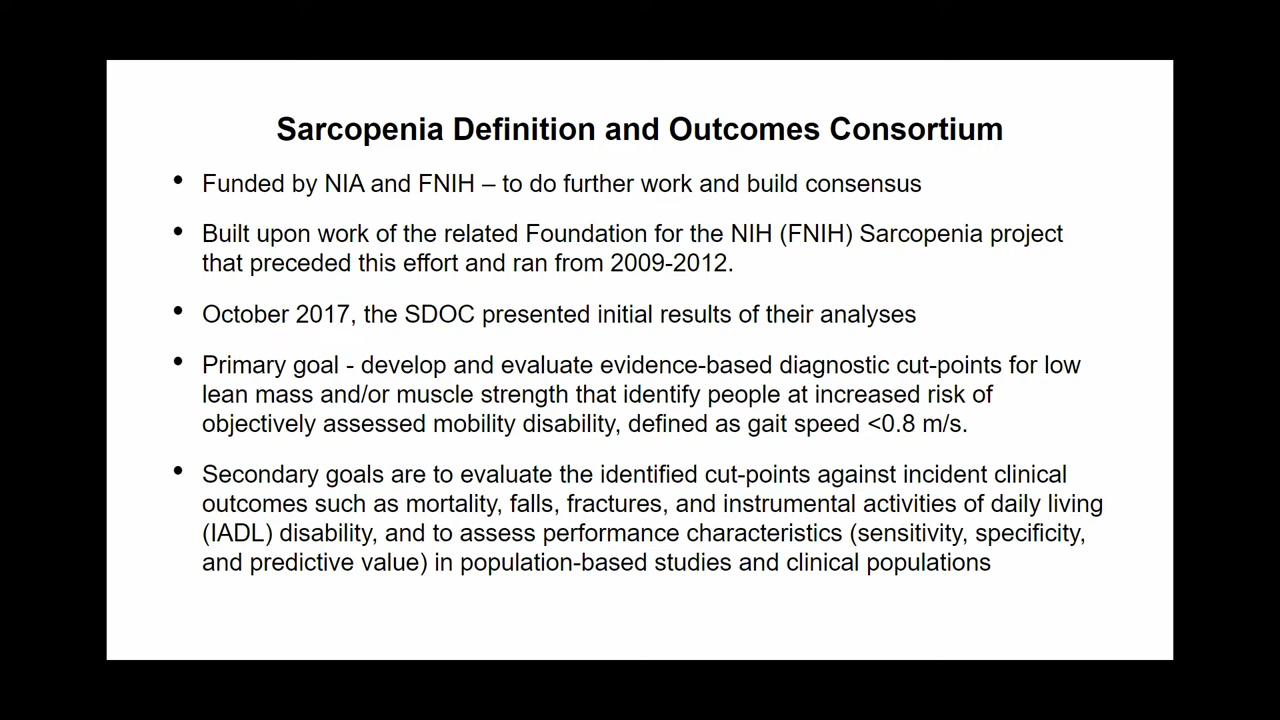 Sarcopenia Definition and Outcomes Consortium
• Funded by NIA and FNIH – to do further work and build consensus
• Built upon work of the related Foundation for the NIH (FNIH) Sarcopenia project
that preceded this effort and ran from 2009-2012.
• October 2017, the SDOC presented initial results of their analyses
• Primary goal - develop and evaluate evidence-based diagnostic cut-points for low
lean mass and/or muscle strength that identify people at increased risk of
objectively assessed mobility disability, defined as gait speed <0.8 m/s.
• Secondary goals are to evaluate the identified cut-points against incident clinical
outcomes such as mortality, falls, fractures, and instrumental activities of daily living
(IADL) disability, and to assess performance characteristics (sensitivity, specificity,
and predictive value) in population-based studies and clinical populations